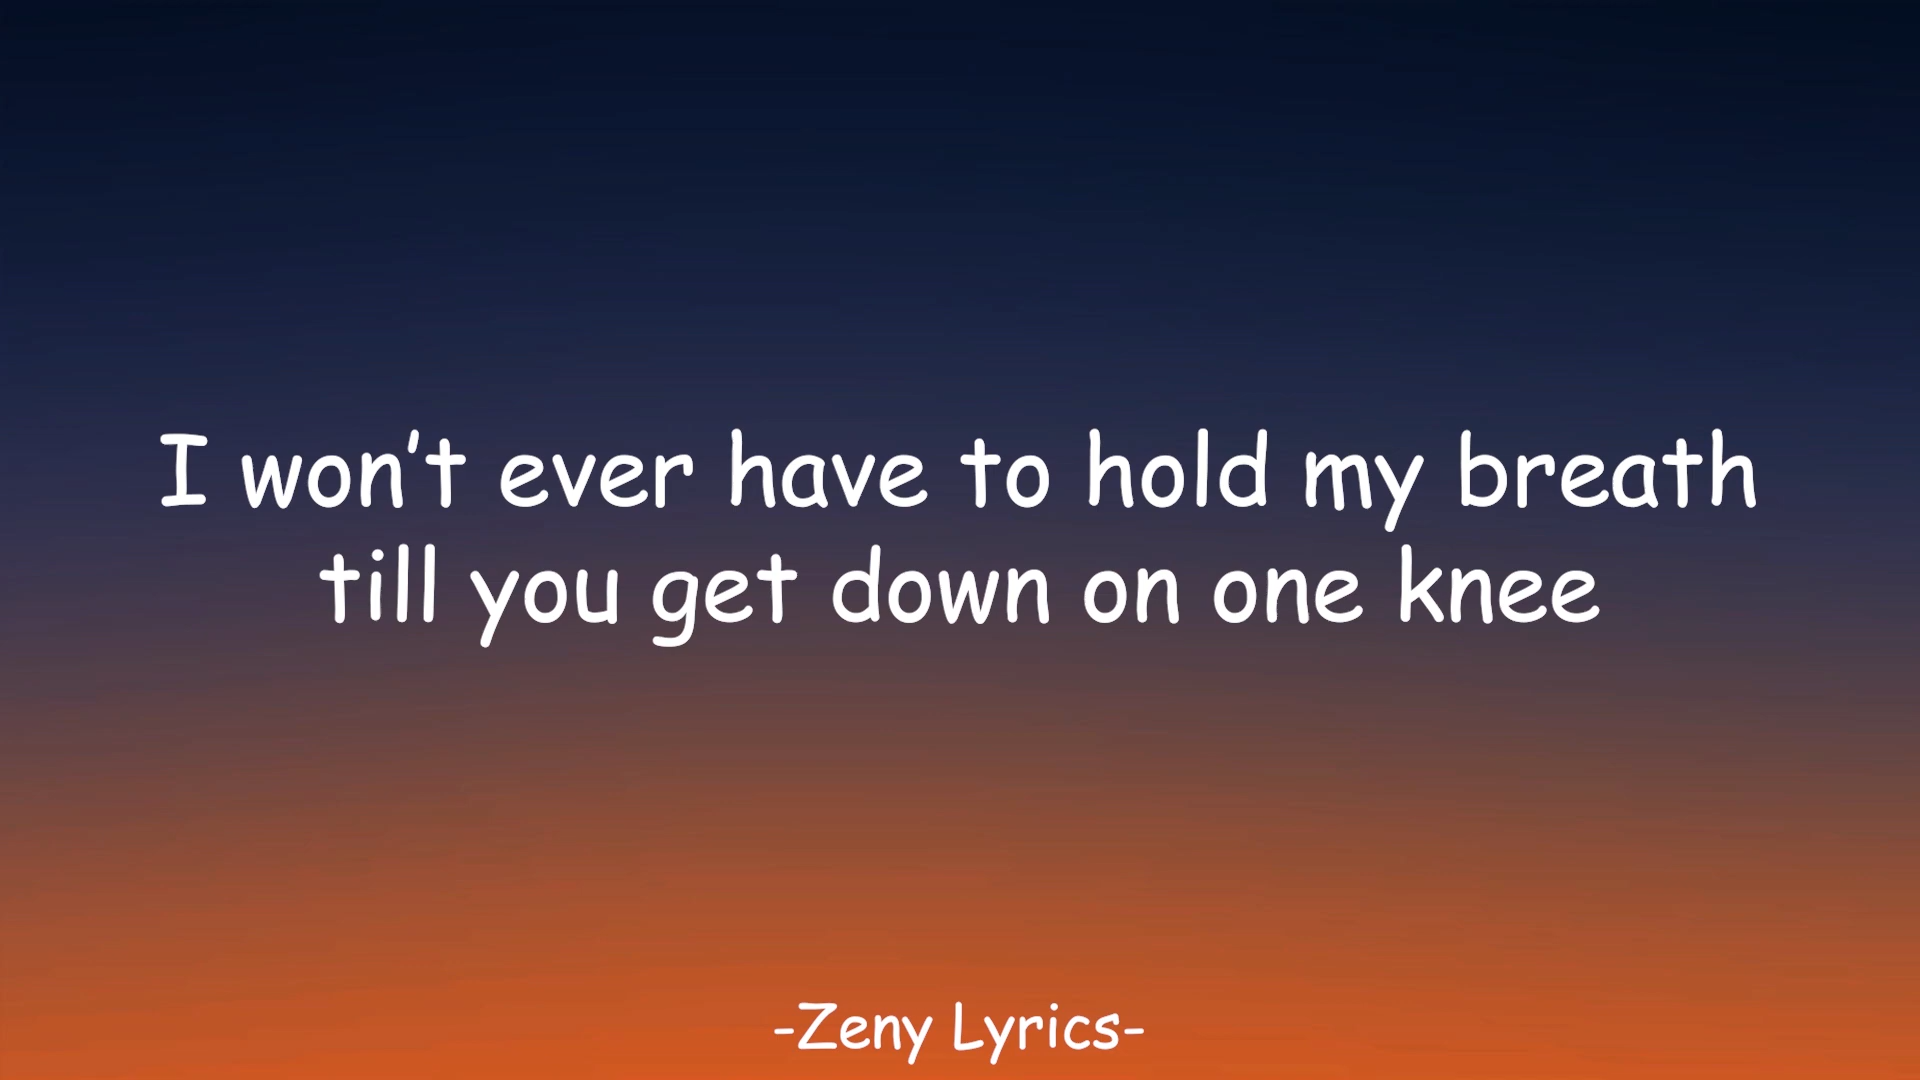 I won’t ever have to hold my breath
till you get down on one knee
-Zeny Lyrics-